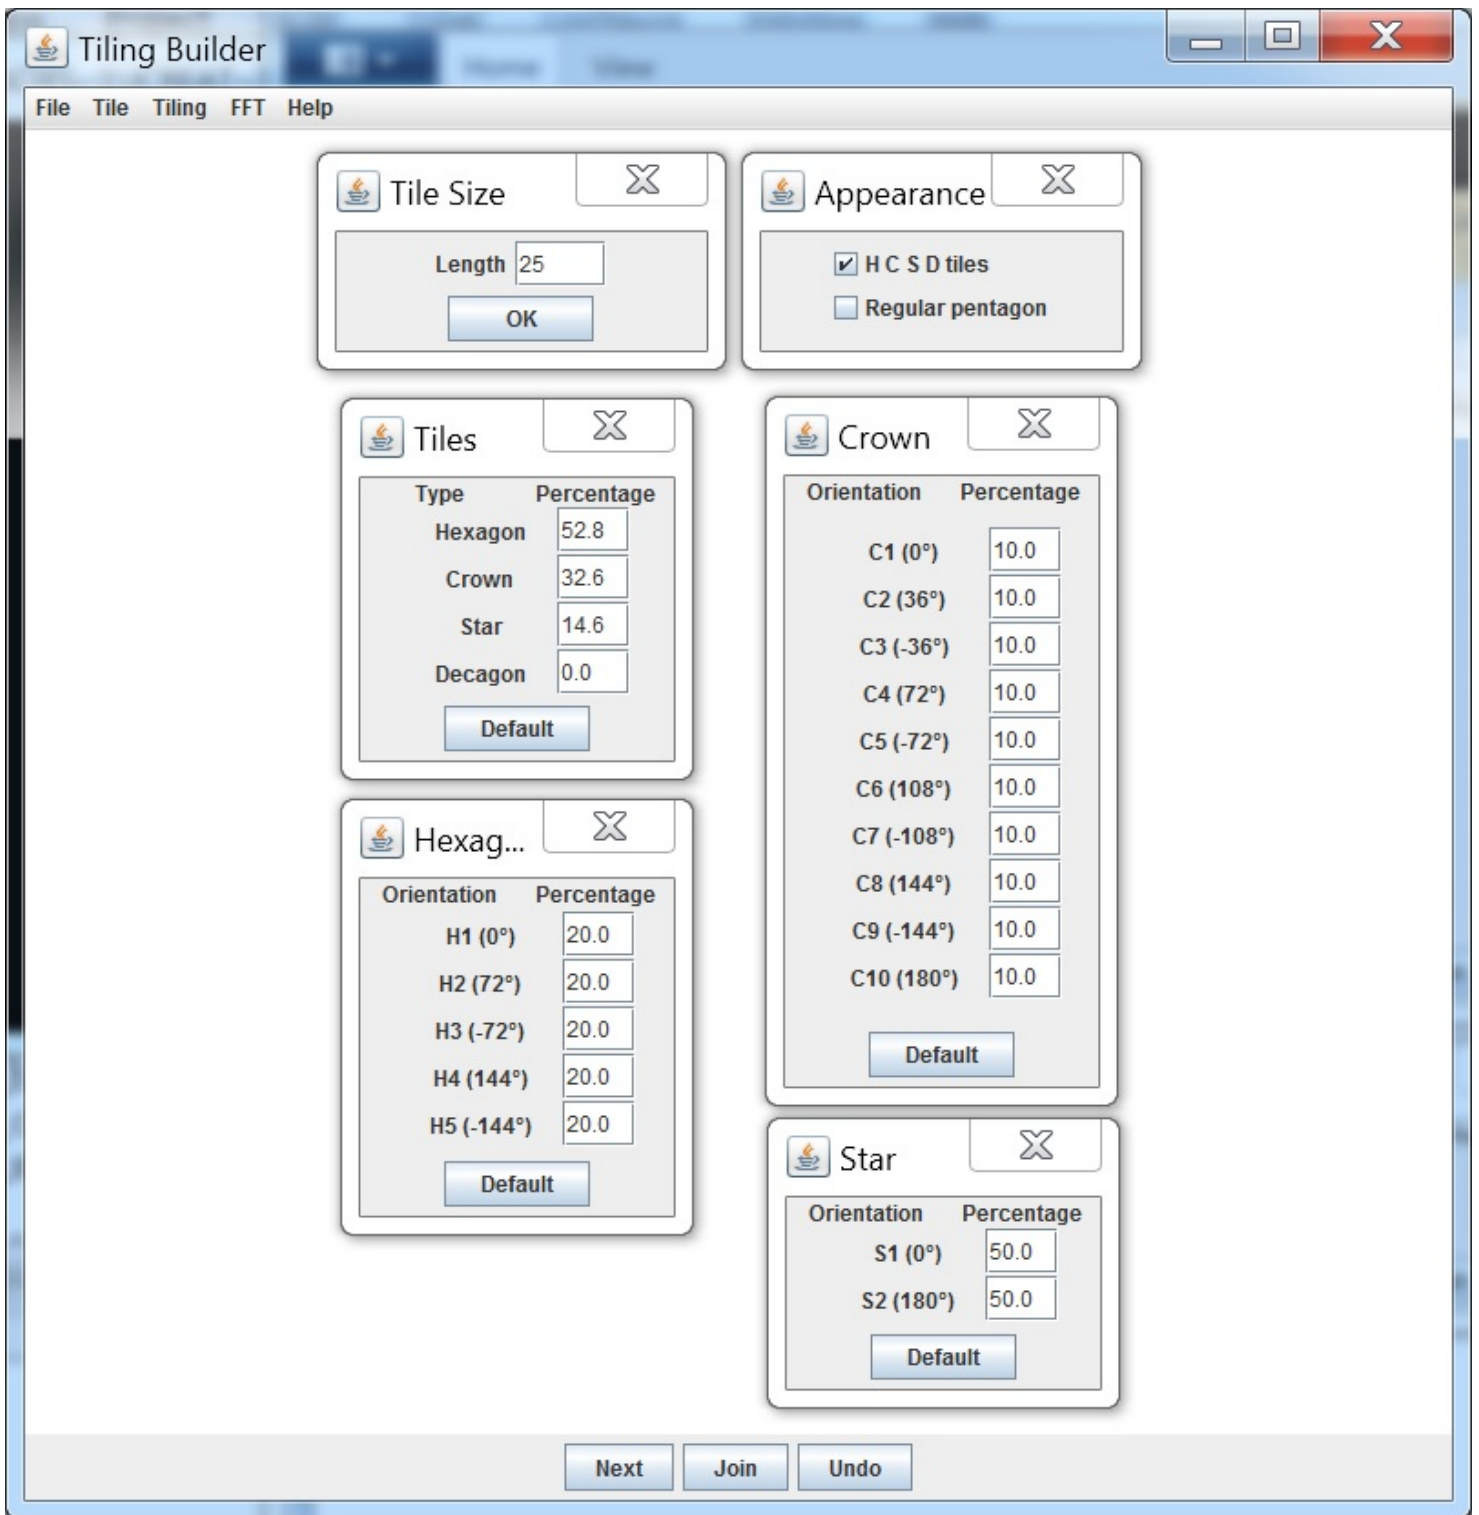 Tiling Builder
Home View
File Tile Tiling FFT Help
Tile Size
Length 25
OK
Appearance
H C S D tiles
Regular pentagon
Tiles
Type Percentage
Hexagon 52.8
Crown 32.6
Star 14.6
Decagon 0.0
Default
Hexag...
Orientation Percentage
H1 (0°) 20.0
H2 (72°) 20.0
H3 (-72°) 20.0
H4 (144°) 20.0
H5 (-144°) 20.0
Default
Crown
Orientation Percentage
C1 (0°) 10.0
C2 (36°) 10.0
C3 (-36°) 10.0
C4 (72°) 10.0
C5 (-72°) 10.0
C6 (108°) 10.0
C7 (-108°) 10.0
C8 (144°) 10.0
C9 (-144°) 10.0
C10 (180°) 10.0
Default
Star
Orientation Percentage
S1 (0°) 50.0
S2 (180°) 50.0
Default
Next Join Undo